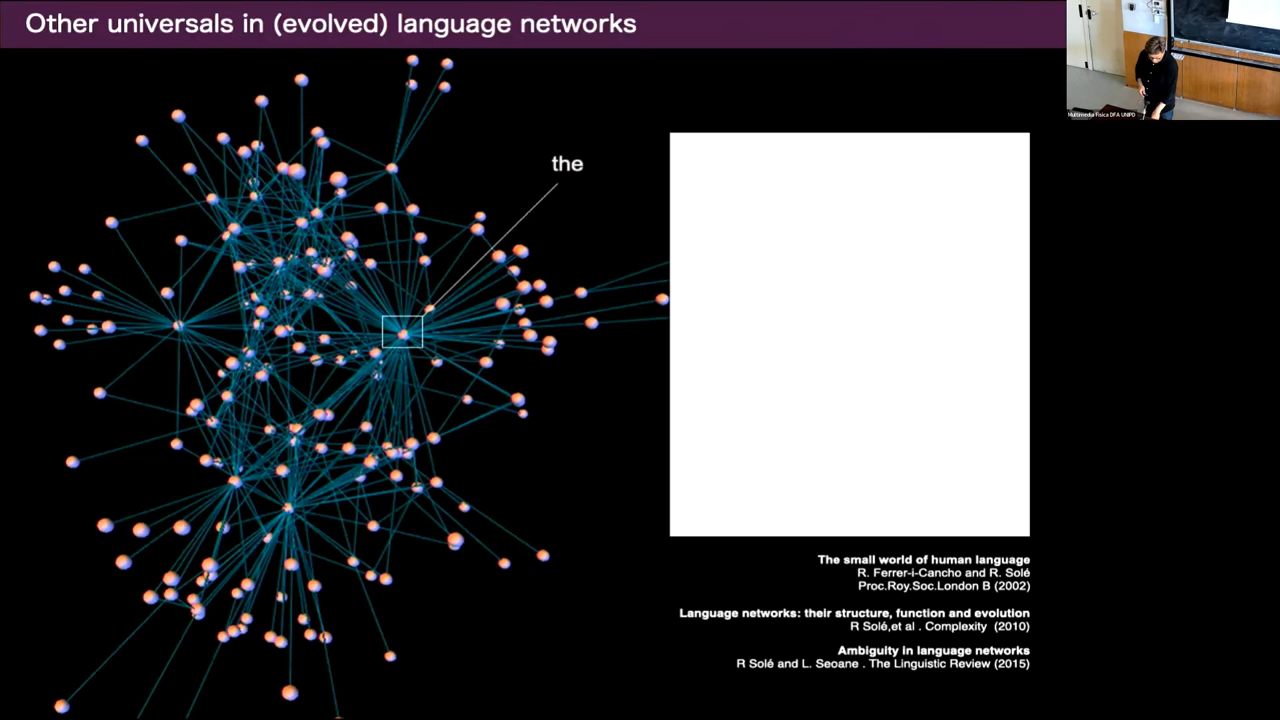 Other universals in (evolved) language networks
the
Multimedia Fisica DFA UNIPD
The small world of human language
R. Ferrer-i-Cancho and R. Solé
Proc.Roy.Soc.London B (2002)
Language networks: their structure, function and evolution
R Solé,et al . Complexity (2010)
Ambiguity in language networks
R Solé and L. Seoane . The Linguistic Review (2015)